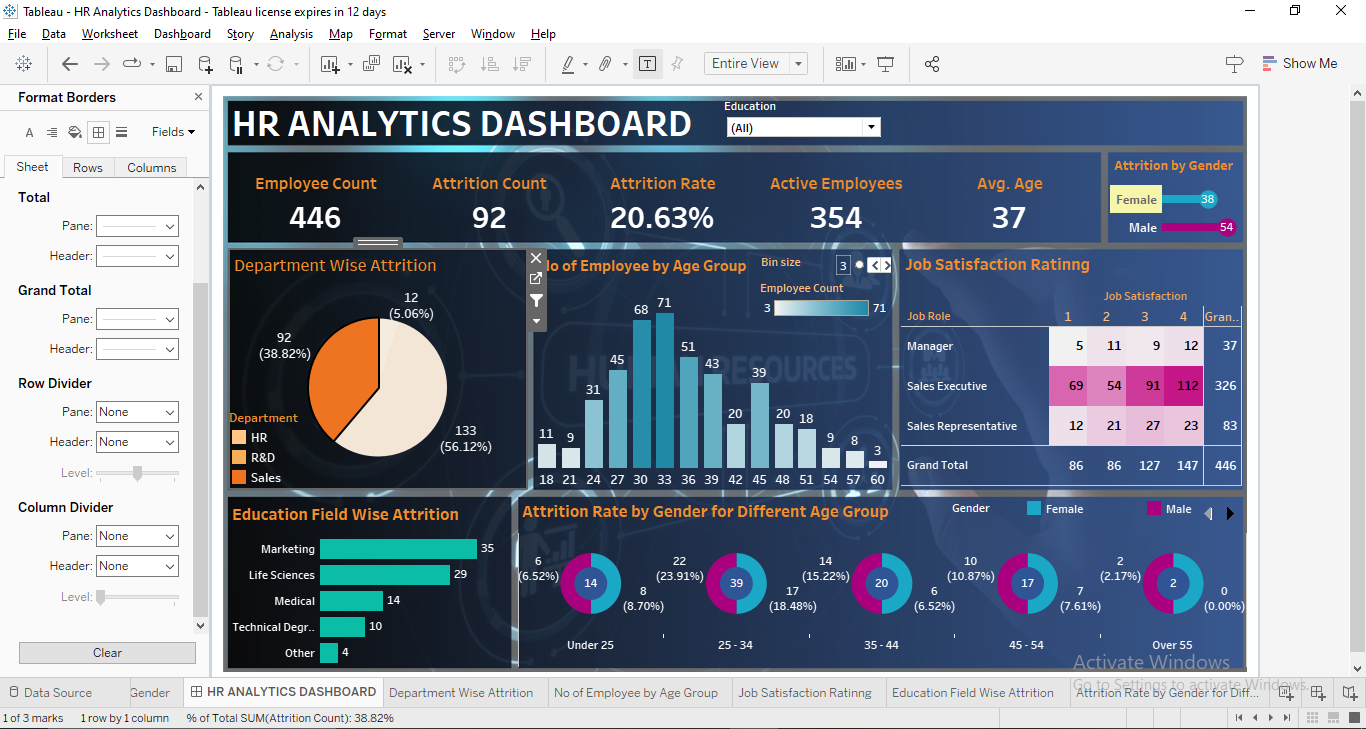 Tableau - HR Analytics Dashboard - Tableau license expires in 12 days
File Data Worksheet Dashboard Story Analysis Map Format Server Window Help
Entire View
Show Me
Format Borders
Fields
Sheet Rows Columns
Total
Pane:
Header:
Grand Total
Pane:
Header:
Row Divider
Pane: None
Header: None
Level:
Column Divider
Pane: None
Header: None
Level:
Clear
HR ANALYTICS DASHBOARD
Education
(All)
Employee Count
446
Attrition Count
92
Attrition Rate
20.63%
Active Employees
354
Avg. Age
37
Attrition by Gender
Female 38
Male 54
Department Wise Attrition
12
(5.06%)
92
(38.82%)
133
(56.12%)
Department
HR
R&D
Sales
No of Employee by Age Group
Bin size
3
Employee Count
3 71
11 9 31 45 68 71 51 43 20 39 20 18 9 8 3
18 21 24 27 30 33 36 39 42 45 48 51 54 57 60
RESOURCES
Job Satisfaction Ratinng
Job Satisfaction
Job Role 1 2 3 4 Gran..
Manager 5 11 9 12 37
Sales Executive 69 54 91 112 326
Sales Representative 12 21 27 23 83
Grand Total 86 86 127 147 446
Education Field Wise Attrition
Marketing 35
Life Sciences 29
Medical 14
Technical Degr.. 10
Other 4
Attrition Rate by Gender for Different Age Group
Gender Female Male
6
(6.52%)
14
8
(8.70%)
Under 25
22
(23.91%)
39
17
(18.48%)
25 - 34
14
(15.22%)
20
6
(6.52%)
35 - 44
10
(10.87%)
17
7
(7.61%)
45 - 54
2
(2.17%)
2
0
(0.00%)
Over 55
Activate Windows
Go to Settings to activate Windows.
Data Source Gender HR ANALYTICS DASHBOARD Department Wise Attrition No of Employee by Age Group Job Satisfaction Ratinng Education Field Wise Attrition Attrition Rate by Gender for Diff...
1 of 3 marks 1 row by 1 column % of Total SUM(Attrition Count): 38.82%